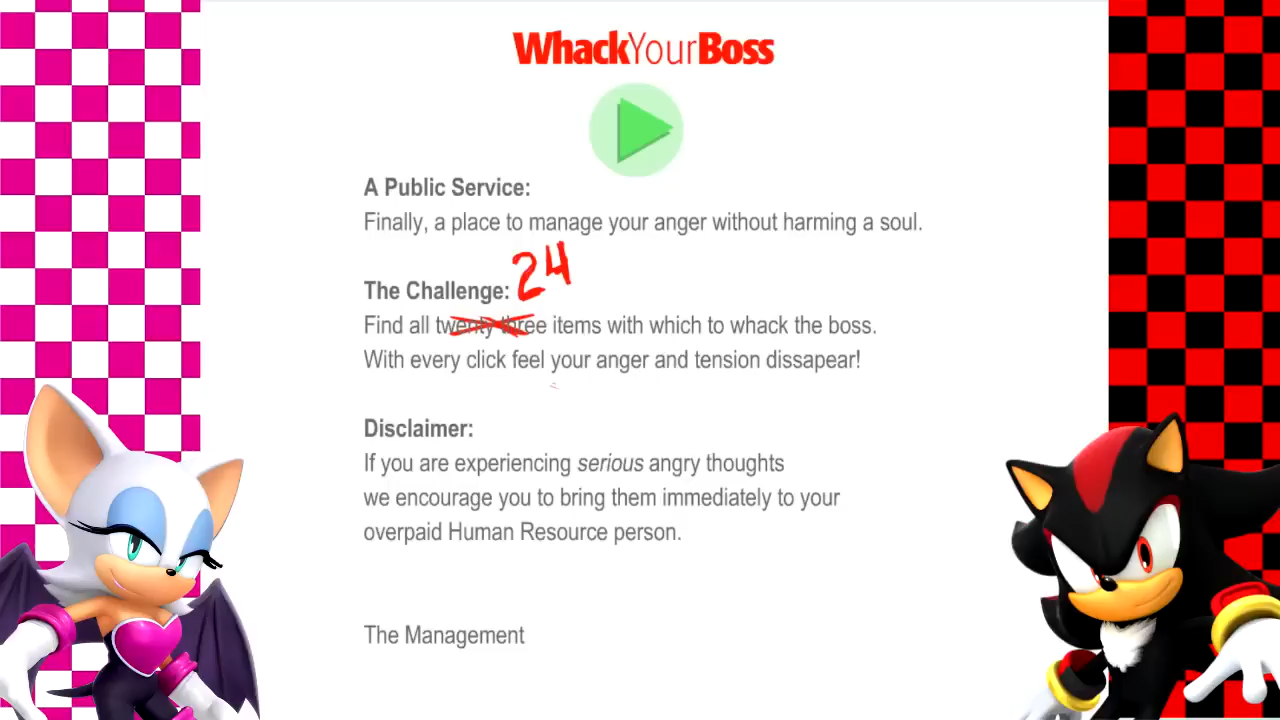 WhackYourBoss
A Public Service:
Finally, a place to manage your anger without harming a soul.
24
The Challenge:
Find all twenty three items with which to whack the boss.
With every click feel your anger and tension dissapear!
Disclaimer:
If you are experiencing serious angry thoughts
we encourage you to bring them immediately to your
overpaid Human Resource person.
The Management